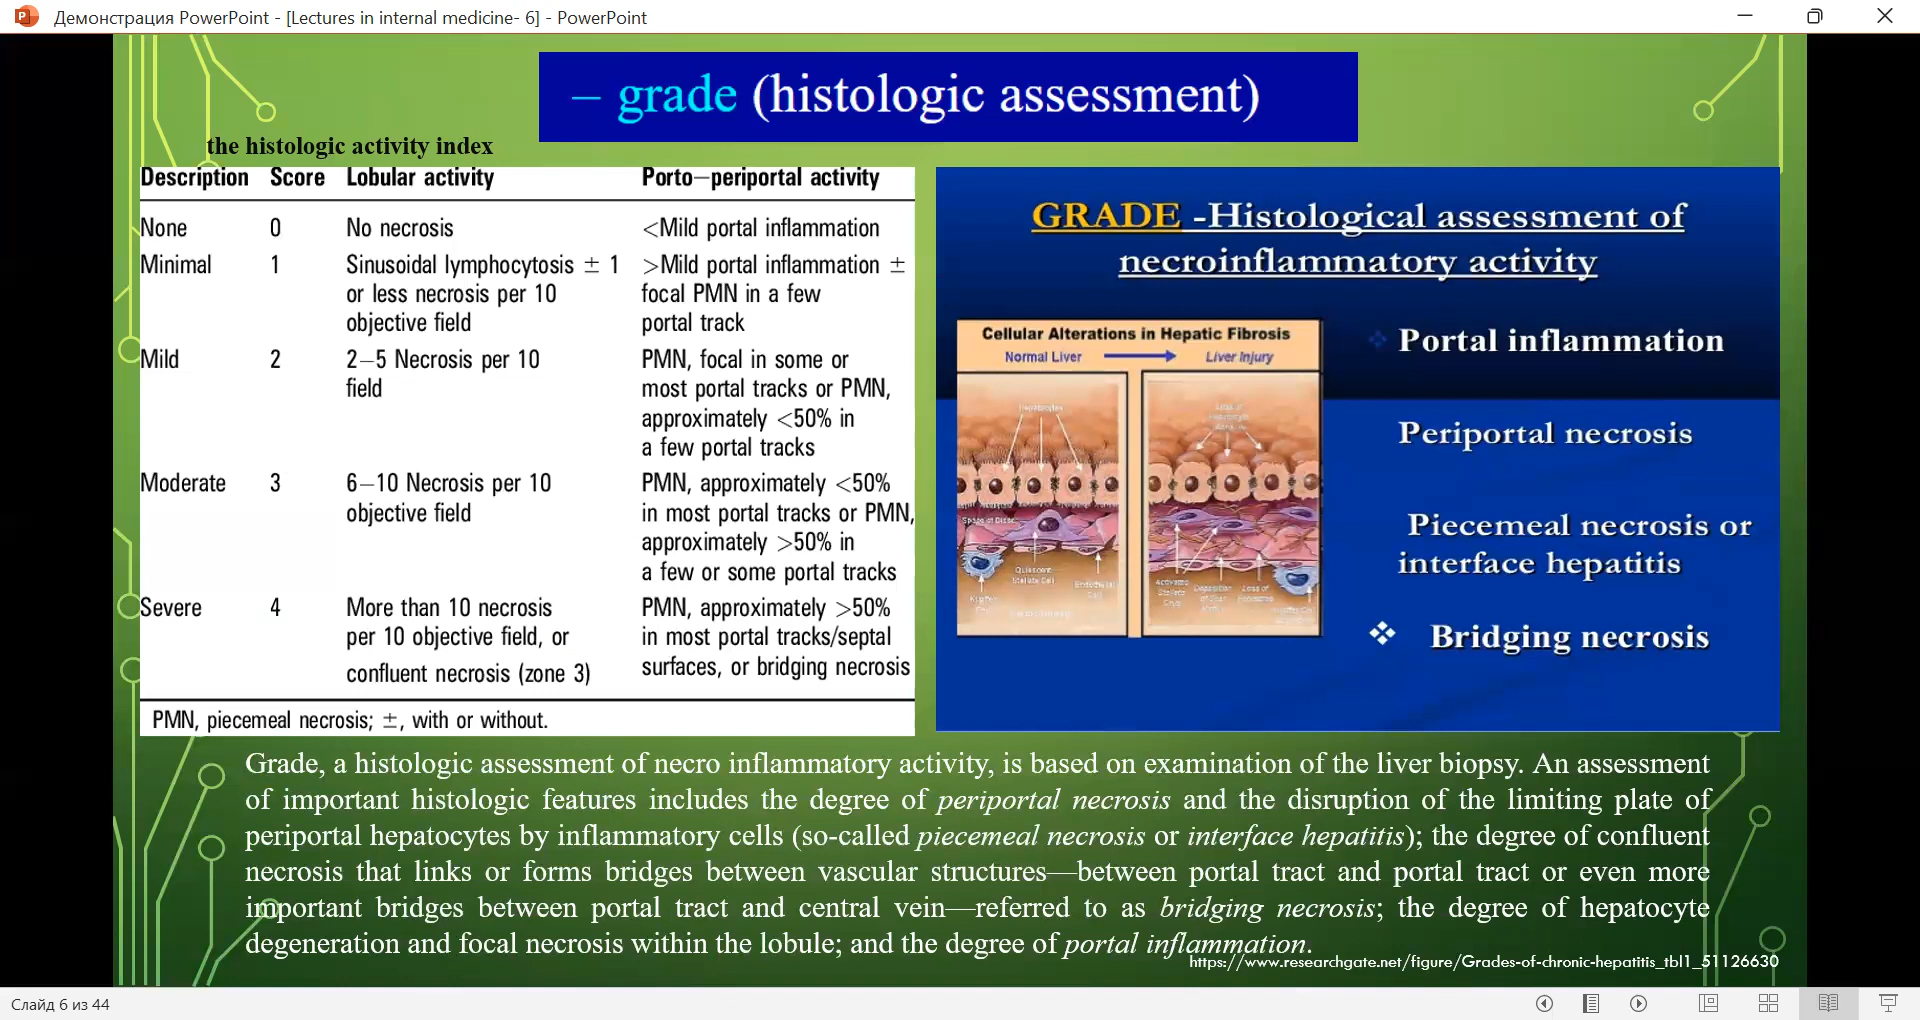 Демонстрация PowerPoint - [Lectures in internal medicine- 6] - PowerPoint
– grade (histologic assessment)
the histologic activity index
Description Score Lobular activity Porto–periportal activity
None 0 No necrosis <Mild portal inflammation
Minimal 1 Sinusoidal lymphocytosis ± 1 >Mild portal inflammation ±
or less necrosis per 10 focal PMN in a few
objective field portal track
Mild 2 2–5 Necrosis per 10 PMN, focal in some or
field most portal tracks or PMN,
approximately <50% in
a few portal tracks
Moderate 3 6–10 Necrosis per 10 PMN, approximately <50%
objective field in most portal tracks or PMN,
approximately >50% in
a few or some portal tracks
Severe 4 More than 10 necrosis PMN, approximately >50%
per 10 objective field, or in most portal tracks/septal
confluent necrosis (zone 3) surfaces, or bridging necrosis
PMN, piecemeal necrosis; ±, with or without.
GRADE -Histological assessment of
necroinflammatory activity
Cellular Alterations in Hepatic Fibrosis
Normal Liver Liver Injury
Hepatocytes
Space of Disse
Quiescent
Stellate Cell
Portal inflammation
Periportal necrosis
Piecemeal necrosis or
interface hepatitis
❖ Bridging necrosis
Grade, a histologic assessment of necro inflammatory activity, is based on examination of the liver biopsy. An assessment
of important histologic features includes the degree of periportal necrosis and the disruption of the limiting plate of
periportal hepatocytes by inflammatory cells (so-called piecemeal necrosis or interface hepatitis); the degree of confluent
necrosis that links or forms bridges between vascular structures—between portal tract and portal tract or even more
important bridges between portal tract and central vein—referred to as bridging necrosis; the degree of hepatocyte
degeneration and focal necrosis within the lobule; and the degree of portal inflammation.
https://www.researchgate.net/figure/Grades-of-chronic-hepatitis_tbl1_51126630
Слайд 6 из 44